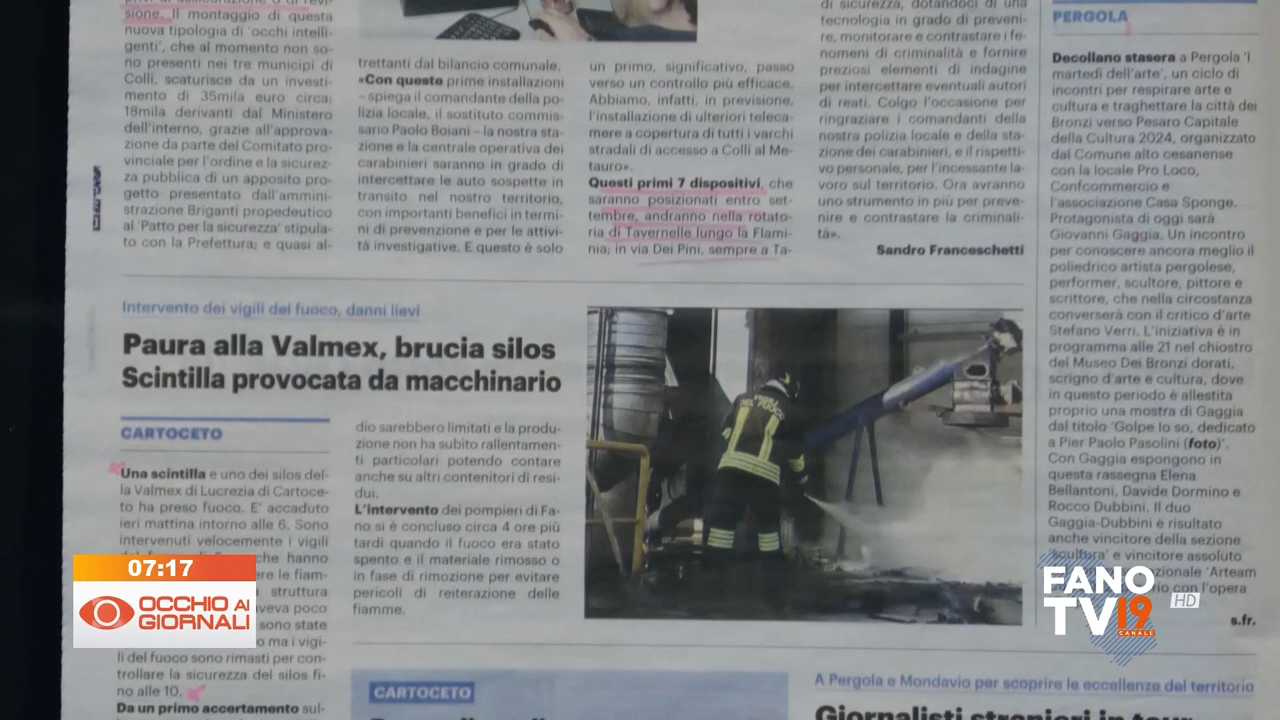 sione. Il montaggio di questa
nuova tipologia di 'occhi intelli-
genti', che al momento non so-
no presenti nei tre municipi di
Colli, scaturisce da un investi-
mento di 35mila euro circa:
18mila derivanti dal Ministero
dell'interno, grazie all'approva-
zione da parte del Comitato pro-
vinciale per l'ordine e la sicurez-
za pubblica di un apposito pro-
getto presentato dall'ammini-
strazione Briganti propedeutico
al 'Patto per la sicurezza' stipula-
to con la Prefettura; e quasi al-
trettanti dal bilancio comunale.
«Con queste prime installazioni
– spiega il comandante della po-
lizia locale, il sostituto commis-
sario Paolo Boiani – la nostra sta-
zione e la centrale operativa dei
carabinieri saranno in grado di
intercettare le auto sospette in
transito nel nostro territorio,
con importanti benefici in termi-
ni di prevenzione e per le attivi-
tà investigative. E questo è solo
un primo, significativo, passo
verso un controllo più efficace.
Abbiamo, infatti, in previsione,
l'installazione di ulteriori teleca-
mere a copertura di tutti i varchi
stradali di accesso a Colli al Me-
tauro».
Questi primi 7 dispositivi, che
saranno posizionati entro set-
tembre, andranno nella rotato-
ria di Tavernelle lungo la Flami-
nia; in via Dei Pini, sempre a Ta-
di sicurezza, dotandoci di una
tecnologia in grado di preveni-
re, monitorare e contrastare i fe-
nomeni di criminalità e fornire
preziosi elementi di indagine
per intercettare eventuali autori
di reati. Colgo l'occasione per
ringraziare i comandanti della
nostra polizia locale e della sta-
zione dei carabinieri, e il rispetti-
vo personale, per l'incessante la-
voro sul territorio. Ora avranno
uno strumento in più per preve-
nire e contrastare la criminali-
tà».
Sandro Franceschetti
PERGOLA
Decollano stasera a Pergola 'I
martedì dell'arte', un ciclo di
incontri per respirare arte e
cultura e traghettare la città dei
Bronzi verso Pesaro Capitale
della Cultura 2024, organizzato
dal Comune alto cesanense
con la locale Pro Loco,
Confcommercio e
l'associazione Casa Sponge.
Protagonista di oggi sarà
Giovanni Gaggia. Un incontro
per conoscere ancora meglio il
poliedrico artista pergolese,
performer, scultore, pittore e
scrittore, che nella circostanza
converserà con il critico d'arte
Stefano Verri. L'iniziativa è in
programma alle 21 nel chiostro
del Museo Dei Bronzi dorati,
scrigno d'arte e cultura, dove
in questo periodo è allestita
proprio una mostra di Gaggia
dal titolo 'Golpe Io so, dedicato
a Pier Paolo Pasolini (foto)'.
Con Gaggia espongono in
questa rassegna Elena
Bellantoni, Davide Dormino e
Rocco Dubbini. Il duo
Gaggia-Dubbini è risultato
anche vincitore della sezione
'scultura' e vincitore assoluto
'Arteam
con l'opera
s.fr.
Intervento dei vigili del fuoco, danni lievi
Paura alla Valmex, brucia silos
Scintilla provocata da macchinario
CARTOCETO
Una scintilla e uno dei silos del-
la Valmex di Lucrezia di Cartoce-
to ha preso fuoco. E' accaduto
ieri mattina intorno alle 6. Sono
intervenuti velocemente i vigili
che hanno
le fiam-
struttura
poco
sono state
ma i vigi-
li del fuoco sono rimasti per con-
trollare la sicurezza del silos fi-
no alle 10.
Da un primo accertamento sul-
dio sarebbero limitati e la produ-
zione non ha subito rallentamen-
ti particolari potendo contare
anche su altri contenitori di resi-
dui.
L'intervento dei pompieri di Fa-
no si è concluso circa 4 ore più
tardi quando il fuoco era stato
spento e il materiale rimosso o
in fase di rimozione per evitare
pericoli di reiterazione delle
fiamme.
VIGILI
DEL FUOCO
CARTOCETO
A Pergola e Mondavio per scoprire le eccellenze del territorio
Giornalisti stranieri in tour
07:17
OCCHIO AI
GIORNALI
FANO
TV 19
CANALE
HD